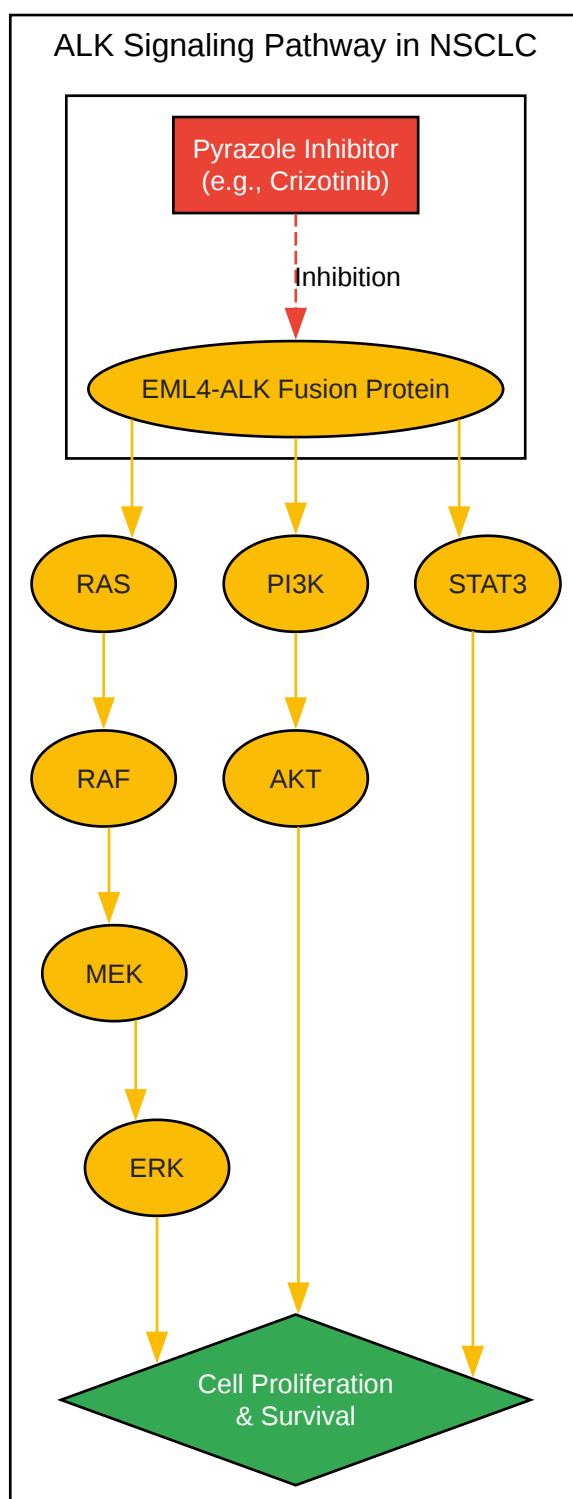 ALK Signaling Pathway in NSCLC
Pyrazole Inhibitor
(e.g., Crizotinib)
Inhibition
EML4-ALK Fusion Protein
RAS
PI3K
STAT3
RAF
AKT
MEK
ERK
Cell Proliferation
& Survival